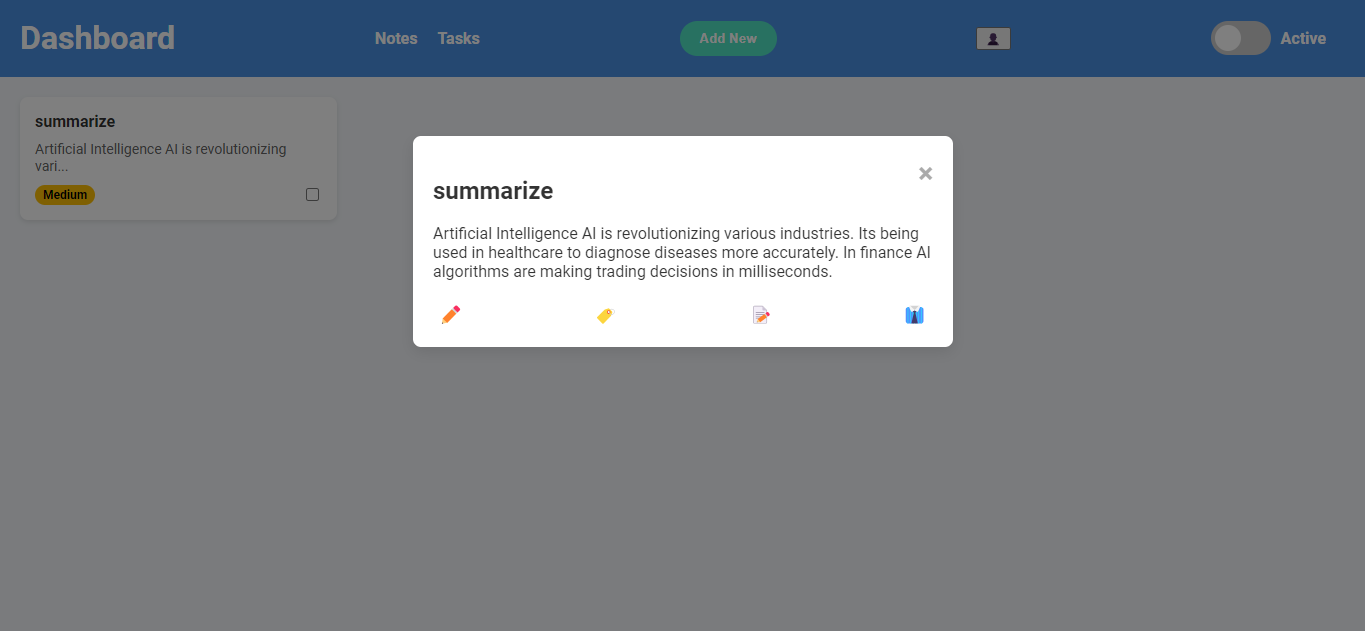 Dashboard
Notes
Tasks
Add New
Active
summarize
Artificial Intelligence AI is revolutionizing
vari...
Medium
×
summarize
Artificial Intelligence AI is revolutionizing various industries. Its being
used in healthcare to diagnose diseases more accurately. In finance AI
algorithms are making trading decisions in milliseconds.